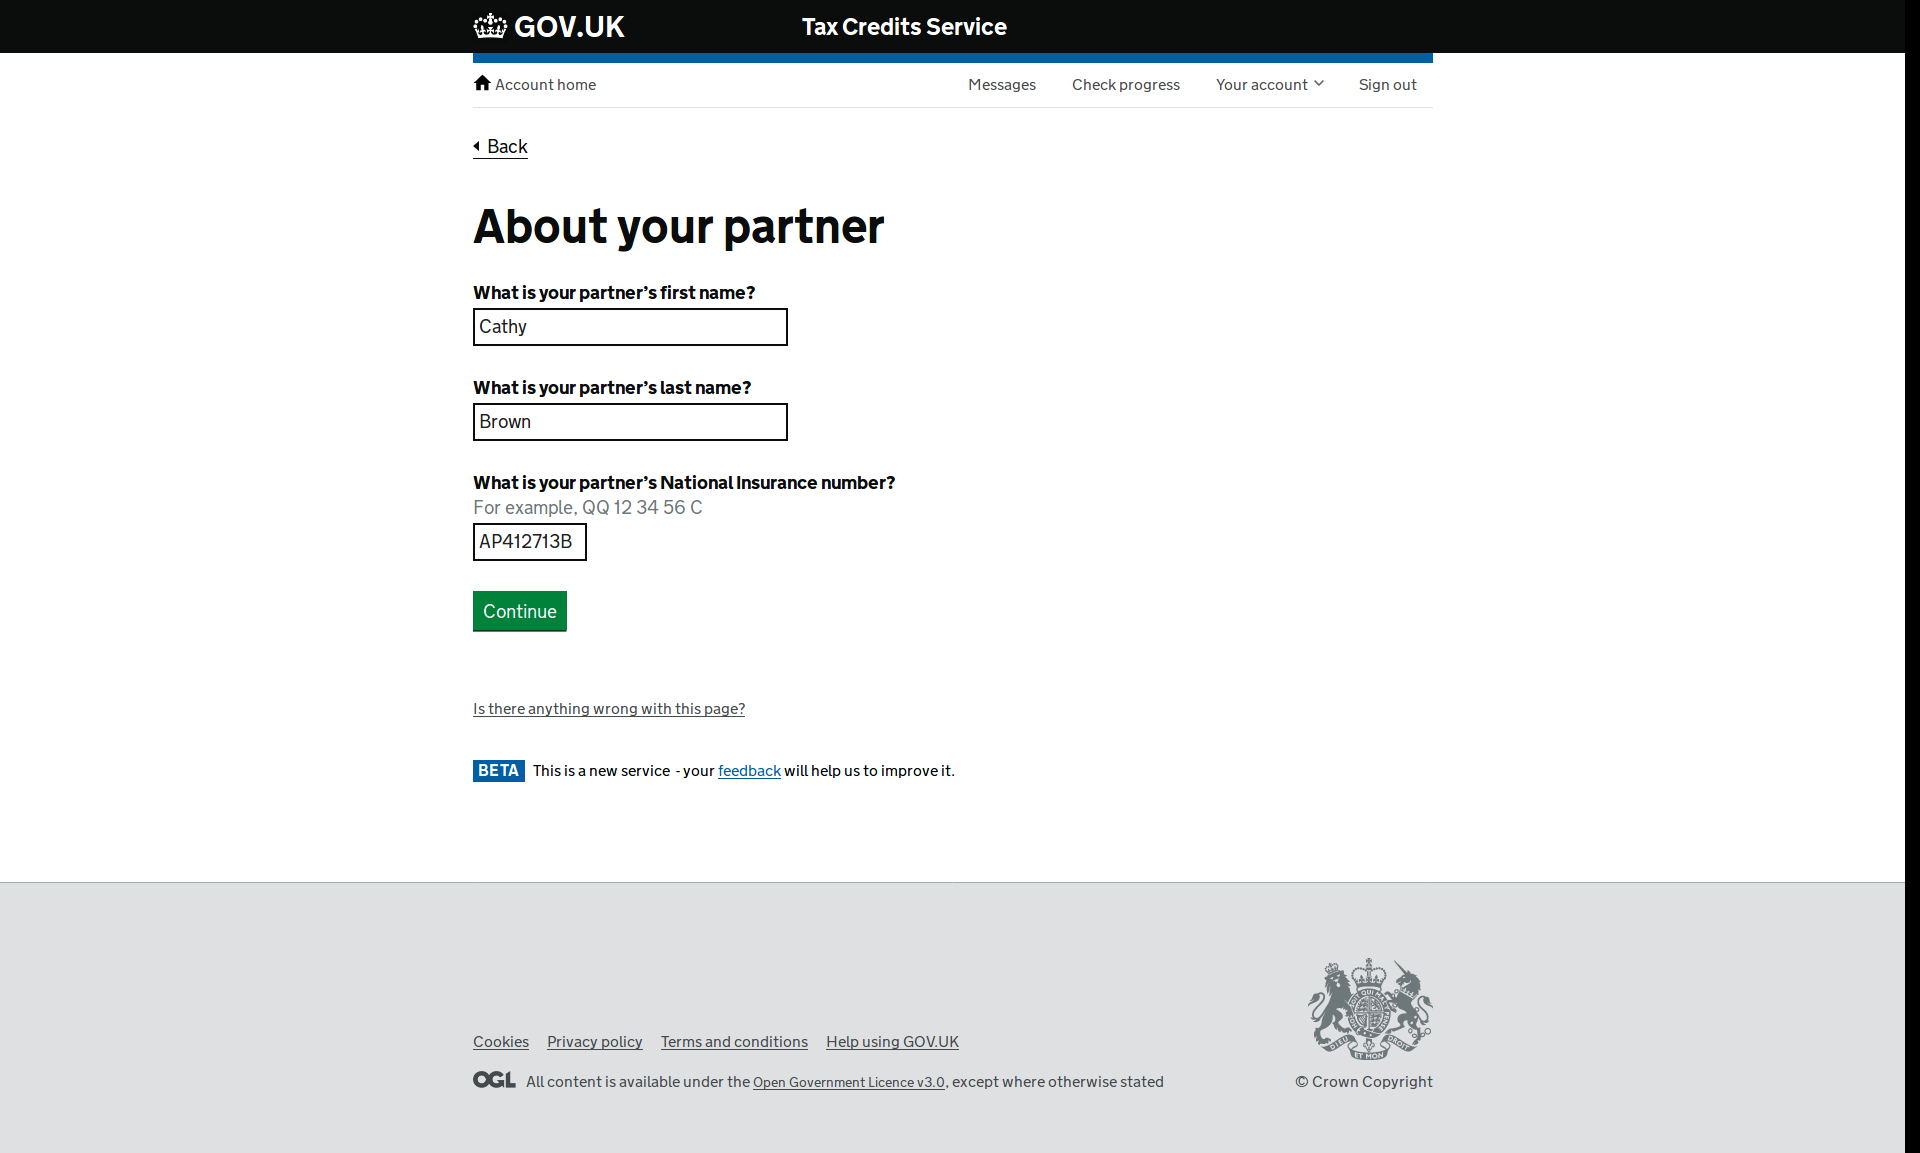 GOV.UK
Tax Credits Service
Account home
Messages
Check progress
Your account
Sign out
Back
About your partner
What is your partner's first name?
Cathy
What is your partner's last name?
Brown
What is your partner's National Insurance number?
For example, QQ 12 34 56 C
AP412713B
Continue
Is there anything wrong with this page?
BETA This is a new service - your feedback will help us to improve it.
Cookies
Privacy policy
Terms and conditions
Help using GOV.UK
OGL All content is available under the Open Government Licence v3.0, except where otherwise stated
DIEU ET MON DROIT
© Crown Copyright